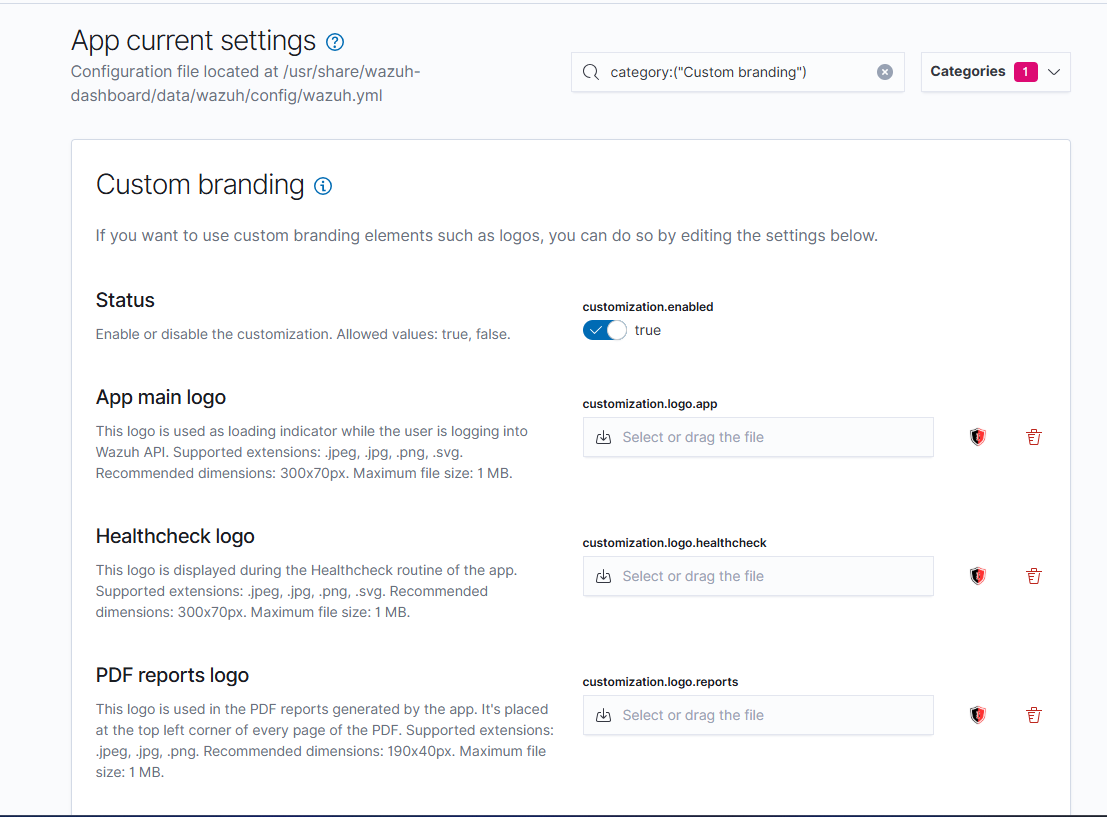 App current settings
Configuration file located at /usr/share/wazuh-
dashboard/data/wazuh/config/wazuh.yml
category:("Custom branding")
Categories 1
Custom branding
If you want to use custom branding elements such as logos, you can do so by editing the settings below.
Status
Enable or disable the customization. Allowed values: true, false.
customization.enabled
true
App main logo
This logo is used as loading indicator while the user is logging into
Wazuh API. Supported extensions: .jpeg, .jpg, .png, .svg.
Recommended dimensions: 300x70px. Maximum file size: 1 MB.
customization.logo.app
Select or drag the file
Healthcheck logo
This logo is displayed during the Healthcheck routine of the app.
Supported extensions: .jpeg, .jpg, .png, .svg. Recommended
dimensions: 300x70px. Maximum file size: 1 MB.
customization.logo.healthcheck
Select or drag the file
PDF reports logo
This logo is used in the PDF reports generated by the app. It's placed
at the top left corner of every page of the PDF. Supported extensions:
.jpeg, .jpg, .png. Recommended dimensions: 190x40px. Maximum file
size: 1 MB.
customization.logo.reports
Select or drag the file